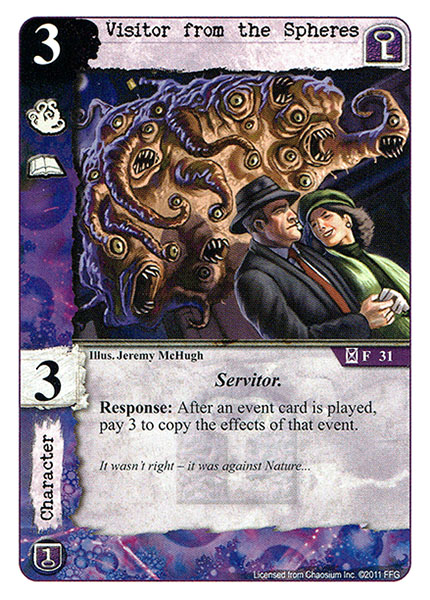 3
Visitor from the Spheres
Illus. Jeremy McHugh
F 31
3
Servitor.
Response: After an event card is played,
pay 3 to copy the effects of that event.
It wasn't right – it was against Nature...
Character
1
Licensed from Chaosium Inc. ©2011 FFG